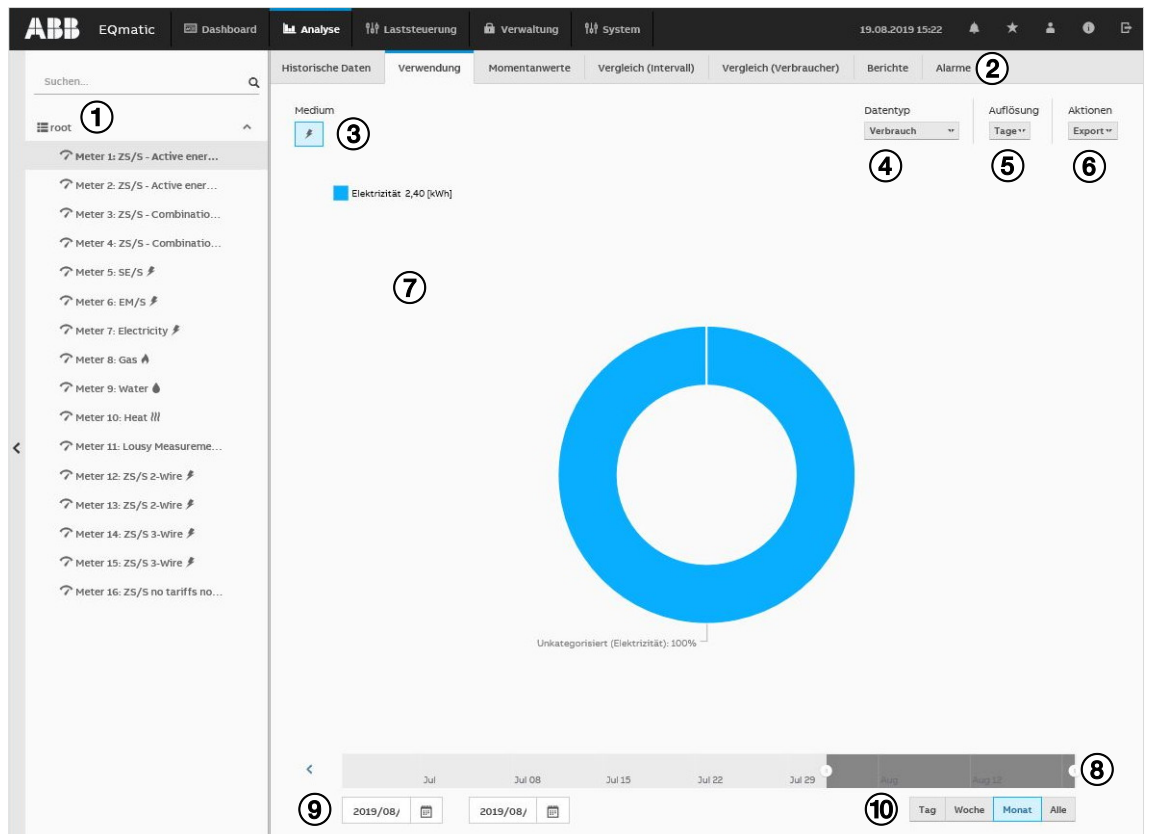 ABB EQmatic Dashboard Analyse Laststeuerung Verwaltung System 19.08.2019 15:22
Suchen...
1
root
Meter 1: ZS/S - Active ener...
Meter 2: ZS/S - Active ener...
Meter 3: ZS/S - Combinatio...
Meter 4: ZS/S - Combinatio...
Meter 5: SE/S
Meter 6: EM/S
Meter 7: Electricity
Meter 8: Gas
Meter 9: Water
Meter 10: Heat
Meter 11: Lousy Measureme...
Meter 12: ZS/S 2-Wire
Meter 13: ZS/S 2-Wire
Meter 14: ZS/S 3-Wire
Meter 15: ZS/S 3-Wire
Meter 16: ZS/S no tariffs no...
Historische Daten Verwendung Momentanwerte Vergleich (Intervall) Vergleich (Verbraucher) Berichte Alarme 2
Medium
3
Datentyp
Verbrauch
4
Auflösung
Tage
5
Aktionen
Export
6
Elektrizität 2,40 [kWh]
7
Unkategorisiert (Elektrizität): 100%
Jul Jul 08 Jul 15 Jul 22 Jul 29 Aug Aug 12
8
9
2019/08/ 2019/08/
10
Tag Woche Monat Alle